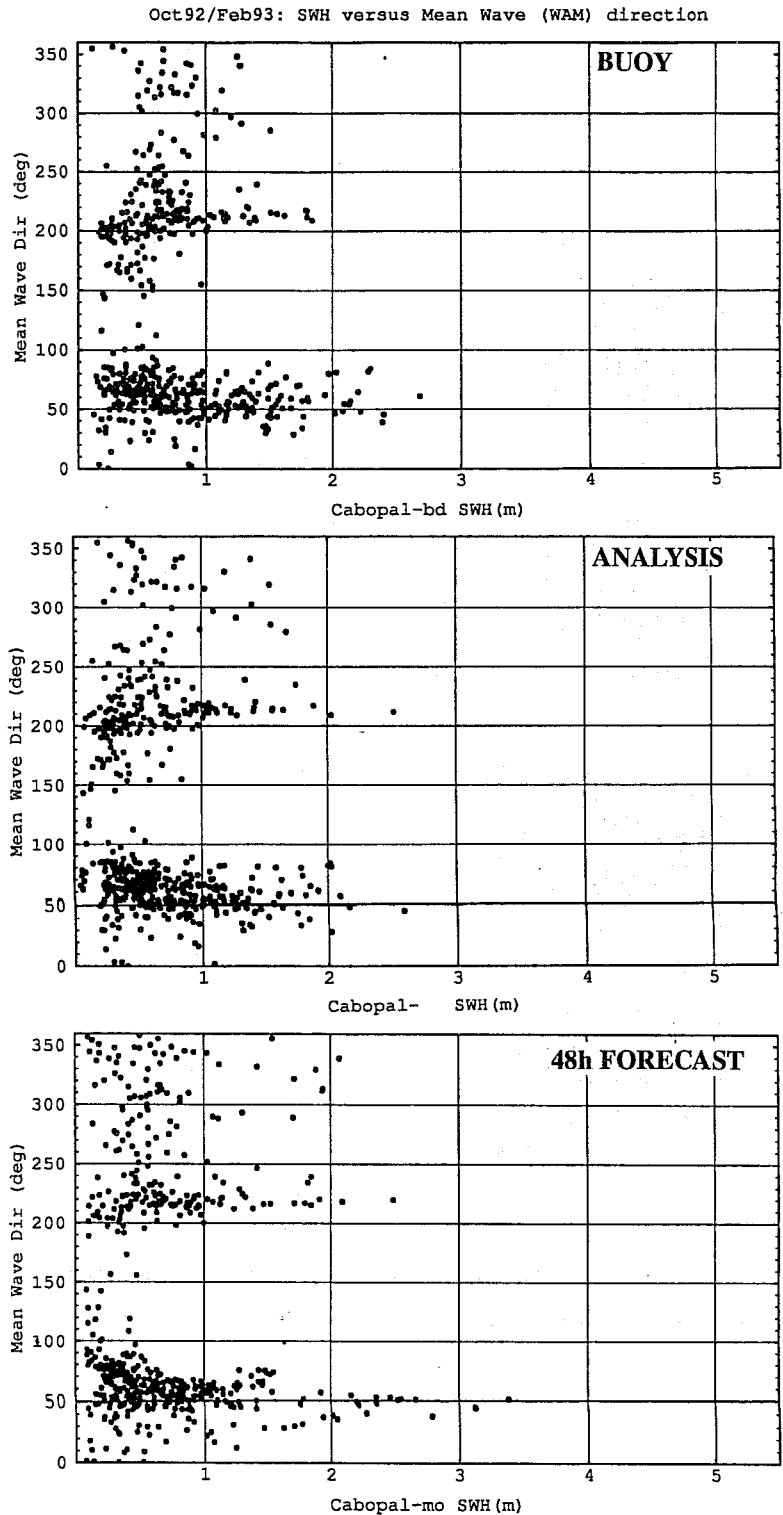 Oct92/Feb93: SWH versus Mean Wave (WAM) direction
BUOY
350
300
250
200
150
100
50
0
Mean Wave Dir (deg)
1 2 3 4 5
Cabopal-bd SWH(m)
ANALYSIS
350
300
250
200
150
100
50
0
Mean Wave Dir (deg)
1 2 3 4 5
Cabopal- SWH(m)
48h FORECAST
350
300
250
200
150
100
50
0
Mean Wave Dir (deg)
1 2 3 4 5
Cabopal-mo SWH(m)